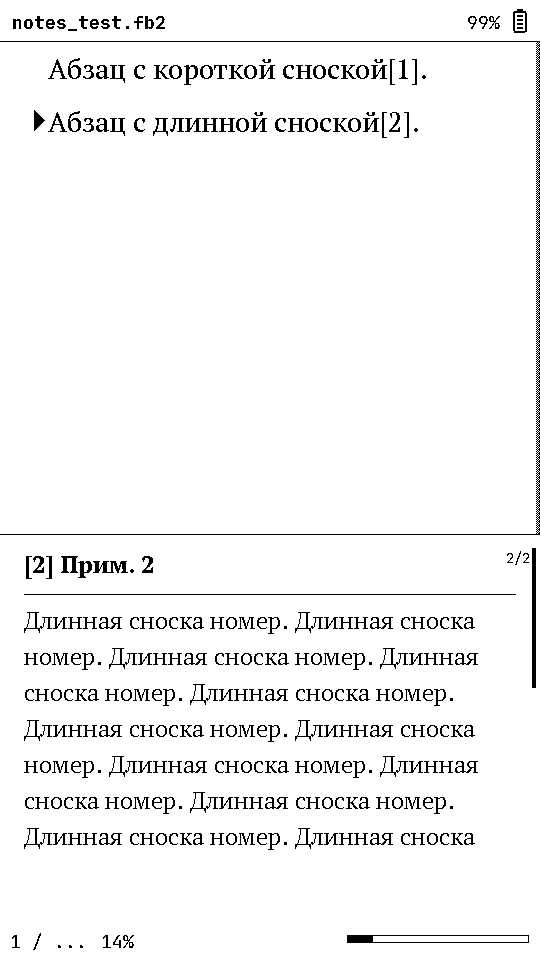 notes_test.fb2 99%
Абзац с короткой сноской[1].
Абзац с длинной сноской[2].
[2] Прим. 2 2/2
Длинная сноска номер. Длинная сноска
номер. Длинная сноска номер. Длинная
сноска номер. Длинная сноска номер.
Длинная сноска номер. Длинная сноска
номер. Длинная сноска номер. Длинная
сноска номер. Длинная сноска номер.
Длинная сноска номер. Длинная сноска
1 / ... 14%